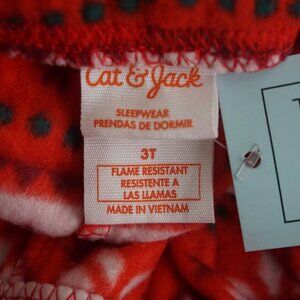 Cat & Jack
SLEEPWEAR
PRENDAS DE DORMIR
3T
FLAME RESISTANT
RESISTENTE A
LAS LLAMAS
MADE IN VIETNAM